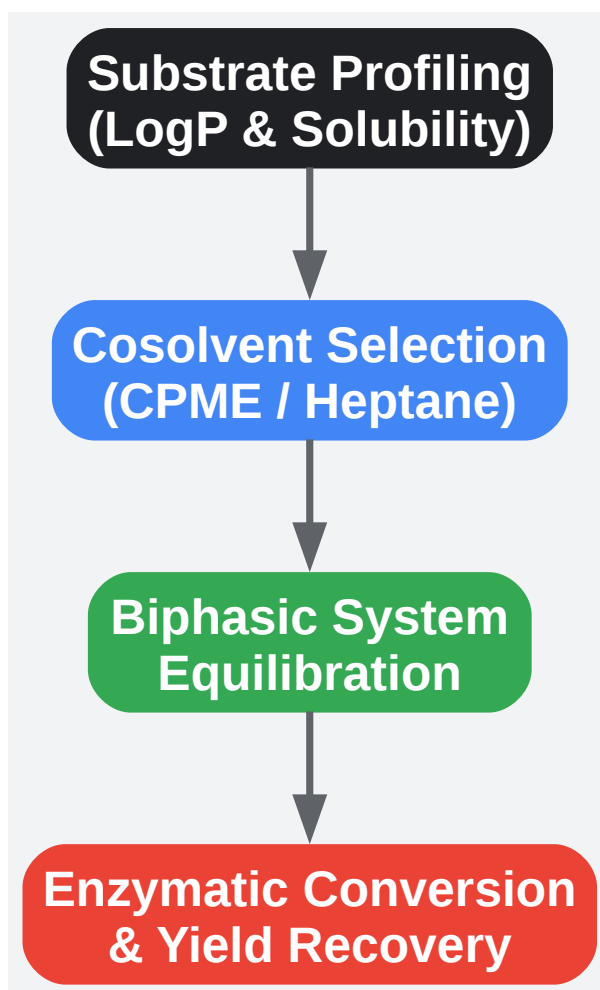 Substrate Profiling
(LogP & Solubility)
Cosolvent Selection
(CPME / Heptane)
Biphasic System
Equilibration
Enzymatic Conversion
& Yield Recovery